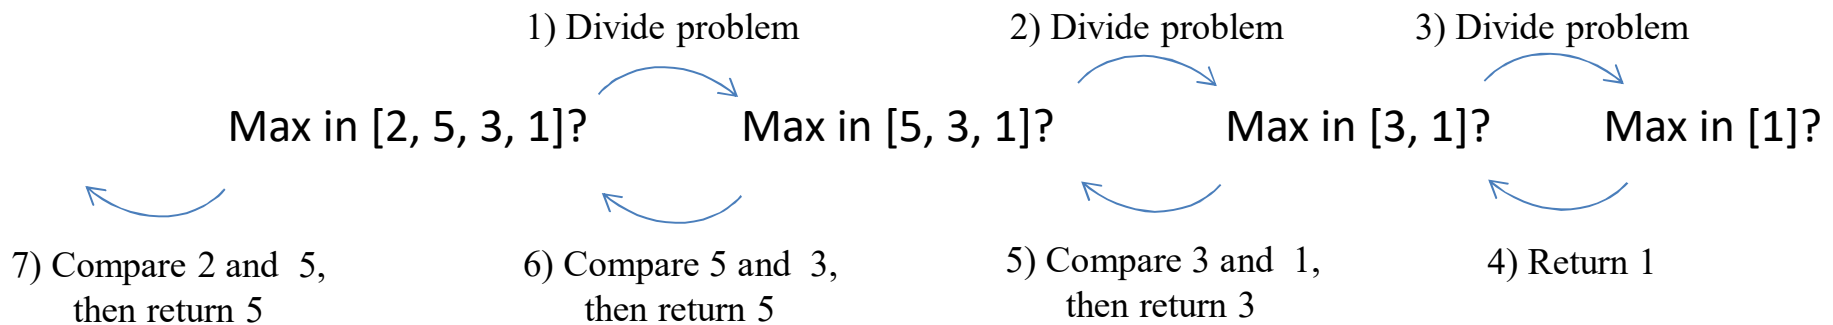 1) Divide problem
2) Divide problem
3) Divide problem
Max in [2, 5, 3, 1]?
Max in [5, 3, 1]?
Max in [3, 1]?
Max in [1]?
7) Compare 2 and 5,
then return 5
6) Compare 5 and 3,
then return 5
5) Compare 3 and 1,
then return 3
4) Return 1